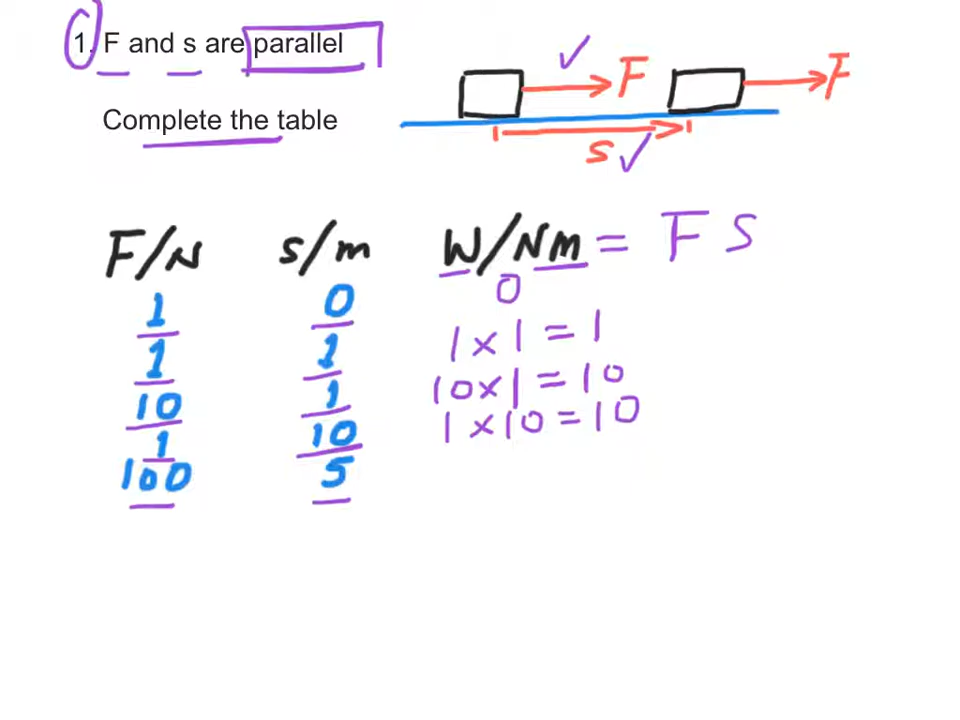 1. F and s are parallel
F F
Complete the table
s
F/N s/m W/Nm = F S
1 0 0
1 1 1 x 1 = 1
10 1 10 x 1 = 10
1 10 1 x 10 = 10
100 5